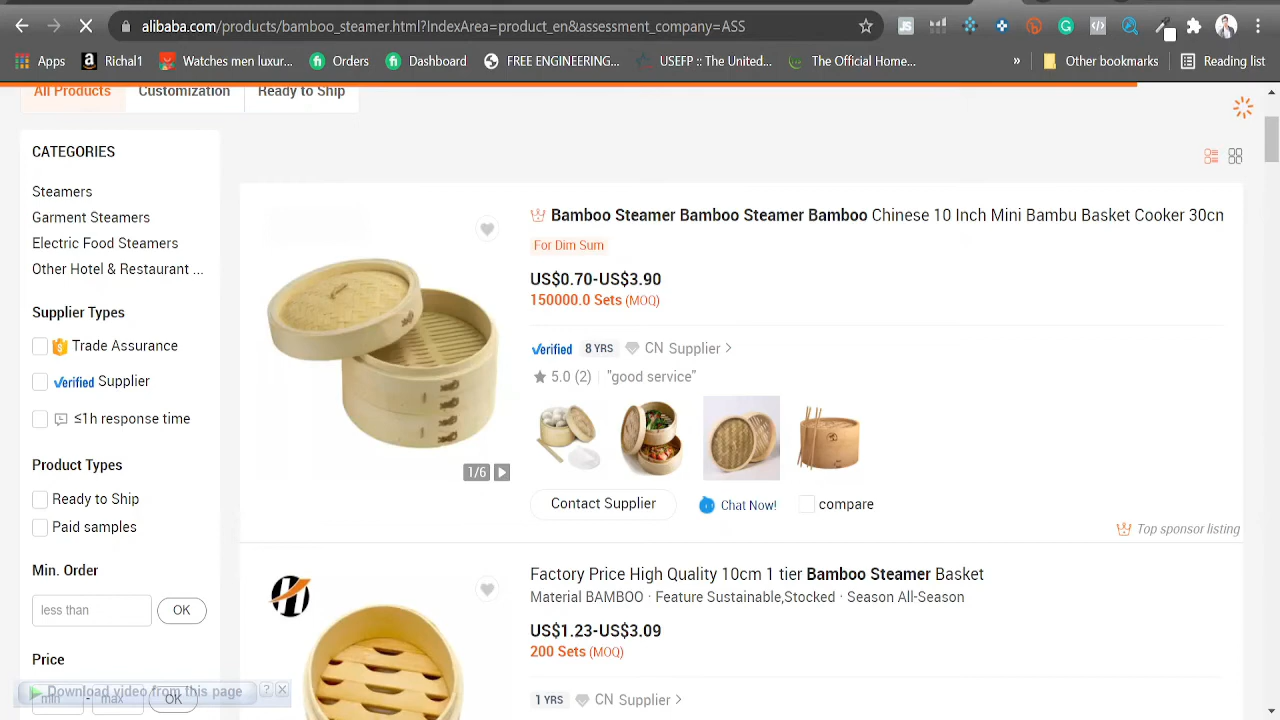 alibaba.com/products/bamboo_steamer.html?IndexArea=product_en&assessment_company=ASS
Apps
Richal1
Watches men luxur...
Orders
Dashboard
FREE ENGINEERING...
USEFP :: The United...
The Official Home...
»
Other bookmarks
Reading list
All Products
Customization
Ready to Ship
CATEGORIES
Steamers
Garment Steamers
Electric Food Steamers
Other Hotel & Restaurant ...
Supplier Types
Trade Assurance
Verified Supplier
≤1h response time
Product Types
Ready to Ship
Paid samples
Min. Order
less than
OK
Price
min - max OK
Download video from this page ? X
Bamboo Steamer Bamboo Steamer Bamboo Chinese 10 Inch Mini Bambu Basket Cooker 30cn
For Dim Sum
US$0.70-US$3.90
150000.0 Sets (MOQ)
Verified 8 YRS CN Supplier >
5.0 (2) "good service"
1/6
Contact Supplier
Chat Now!
compare
Top sponsor listing
Factory Price High Quality 10cm 1 tier Bamboo Steamer Basket
Material BAMBOO · Feature Sustainable,Stocked · Season All-Season
US$1.23-US$3.09
200 Sets (MOQ)
1 YRS CN Supplier >